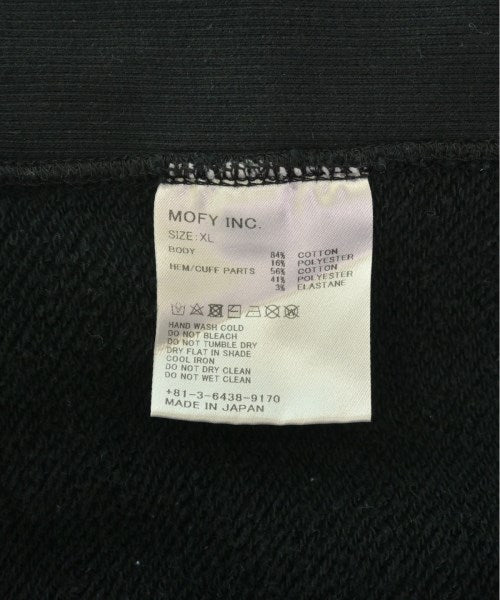 MOFY INC.
SIZE:XL
BODY 84% COTTON
16% POLYESTER
HEM/CUFF PARTS 56% COTTON
41% POLYESTER
3% ELASTANE
HAND WASH COLD
DO NOT BLEACH
DO NOT TUMBLE DRY
DRY FLAT IN SHADE
COOL IRON
DO NOT DRY CLEAN
DO NOT WET CLEAN
+81-3-6438-9170
MADE IN JAPAN